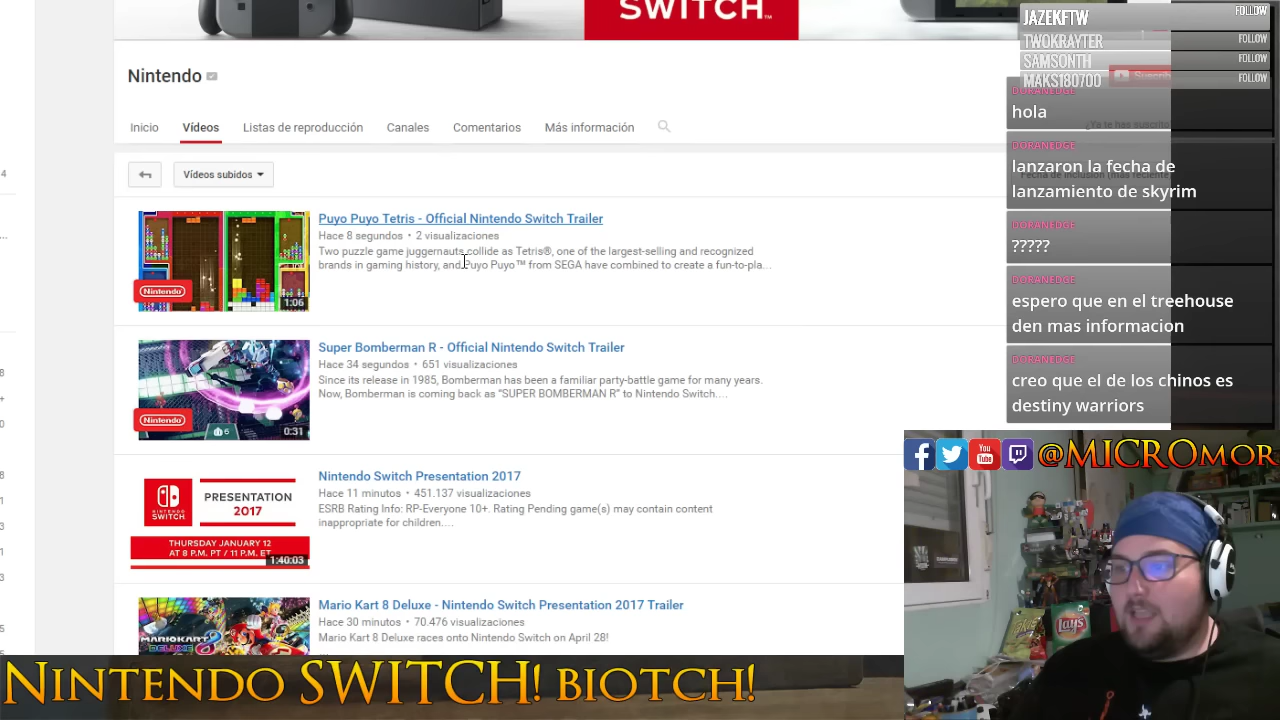 SWITCH™
Nintendo
Inicio Vídeos Listas de reproducción Canales Comentarios Más información
Vídeos subidos
Puyo Puyo Tetris - Official Nintendo Switch Trailer
Hace 8 segundos • 2 visualizaciones
Two puzzle game juggernauts collide as Tetris®, one of the largest-selling and recognized
brands in gaming history, and Puyo Puyo™ from SEGA have combined to create a fun-to-pla...
Nintendo
1:06
Super Bomberman R - Official Nintendo Switch Trailer
Hace 34 segundos • 651 visualizaciones
Since its release in 1985, Bomberman has been a familiar party-battle game for many years.
Now, Bomberman is coming back as “SUPER BOMBERMAN R” to Nintendo Switch....
Nintendo
6
0:31
Nintendo Switch Presentation 2017
Hace 11 minutos • 451.137 visualizaciones
ESRB Rating Info: RP-Everyone 10+. Rating Pending game(s) may contain content
inappropriate for children....
NINTENDO
SWITCH
PRESENTATION
2017
THURSDAY JANUARY 12
AT 8 P.M. PT / 11 P.M. ET
1:40:03
Mario Kart 8 Deluxe - Nintendo Switch Presentation 2017 Trailer
Hace 30 minutos • 70.476 visualizaciones
Mario Kart 8 Deluxe races onto Nintendo Switch on April 28!
MARIOKART
DELUXE 8
JAZEKFTW FOLLOW
TWOKRAYTER FOLLOW
SAMSONTH FOLLOW
MAKS180700 FOLLOW
DORANEDGE
hola
DORANEDGE
lanzaron la fecha de
lanzamiento de skyrim
DORANEDGE
?????
DORANEDGE
espero que en el treehouse
den mas informacion
DORANEDGE
creo que el de los chinos es
destiny warriors
You
Tube
@MICROmor
Lay's
NINTENDO SWITCH! BIOTCH!